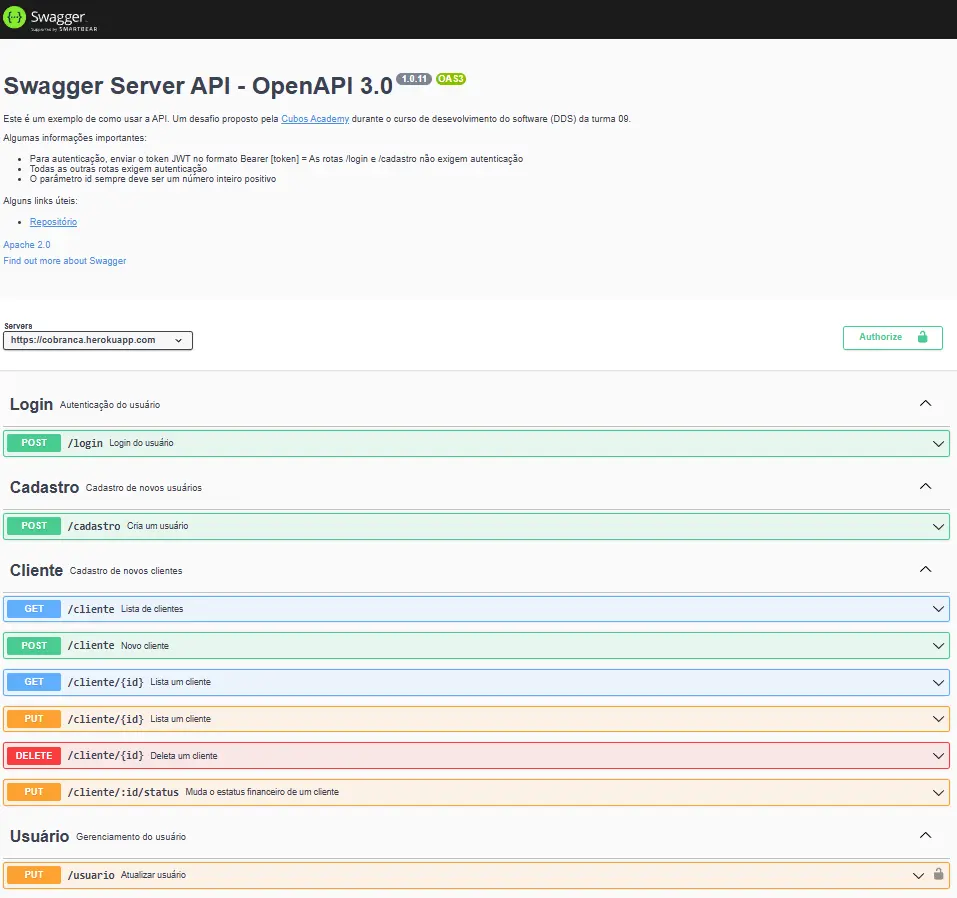 {···} Swagger.
Supported by SMARTBEAR
Swagger Server API - OpenAPI 3.0 1.0.11 OAS3
Este é um exemplo de como usar a API. Um desafio proposto pela Cubos Academy durante o curso de desevolvimento do software (DDS) da turma 09.
Algumas informações importantes:
• Para autenticação, enviar o token JWT no formato Bearer [token] = As rotas /login e /cadastro não exigem autenticação
• Todas as outras rotas exigem autenticação
• O parâmetro id sempre deve ser um número inteiro positivo
Alguns links úteis:
• Repositório
Apache 2.0
Find out more about Swagger
Servers
https://cobranca.herokuapp.com
Authorize
Login Autenticação do usuário
POST /login Login do usuário
Cadastro Cadastro de novos usuários
POST /cadastro Cria um usuário
Cliente Cadastro de novos clientes
GET /cliente Lista de clientes
POST /cliente Novo cliente
GET /cliente/{id} Lista um cliente
PUT /cliente/{id} Lista um cliente
DELETE /cliente/{id} Deleta um cliente
PUT /cliente/:id/status Muda o estatus financeiro de um cliente
Usuário Gerenciamento do usuário
PUT /usuario Atualizar usuário